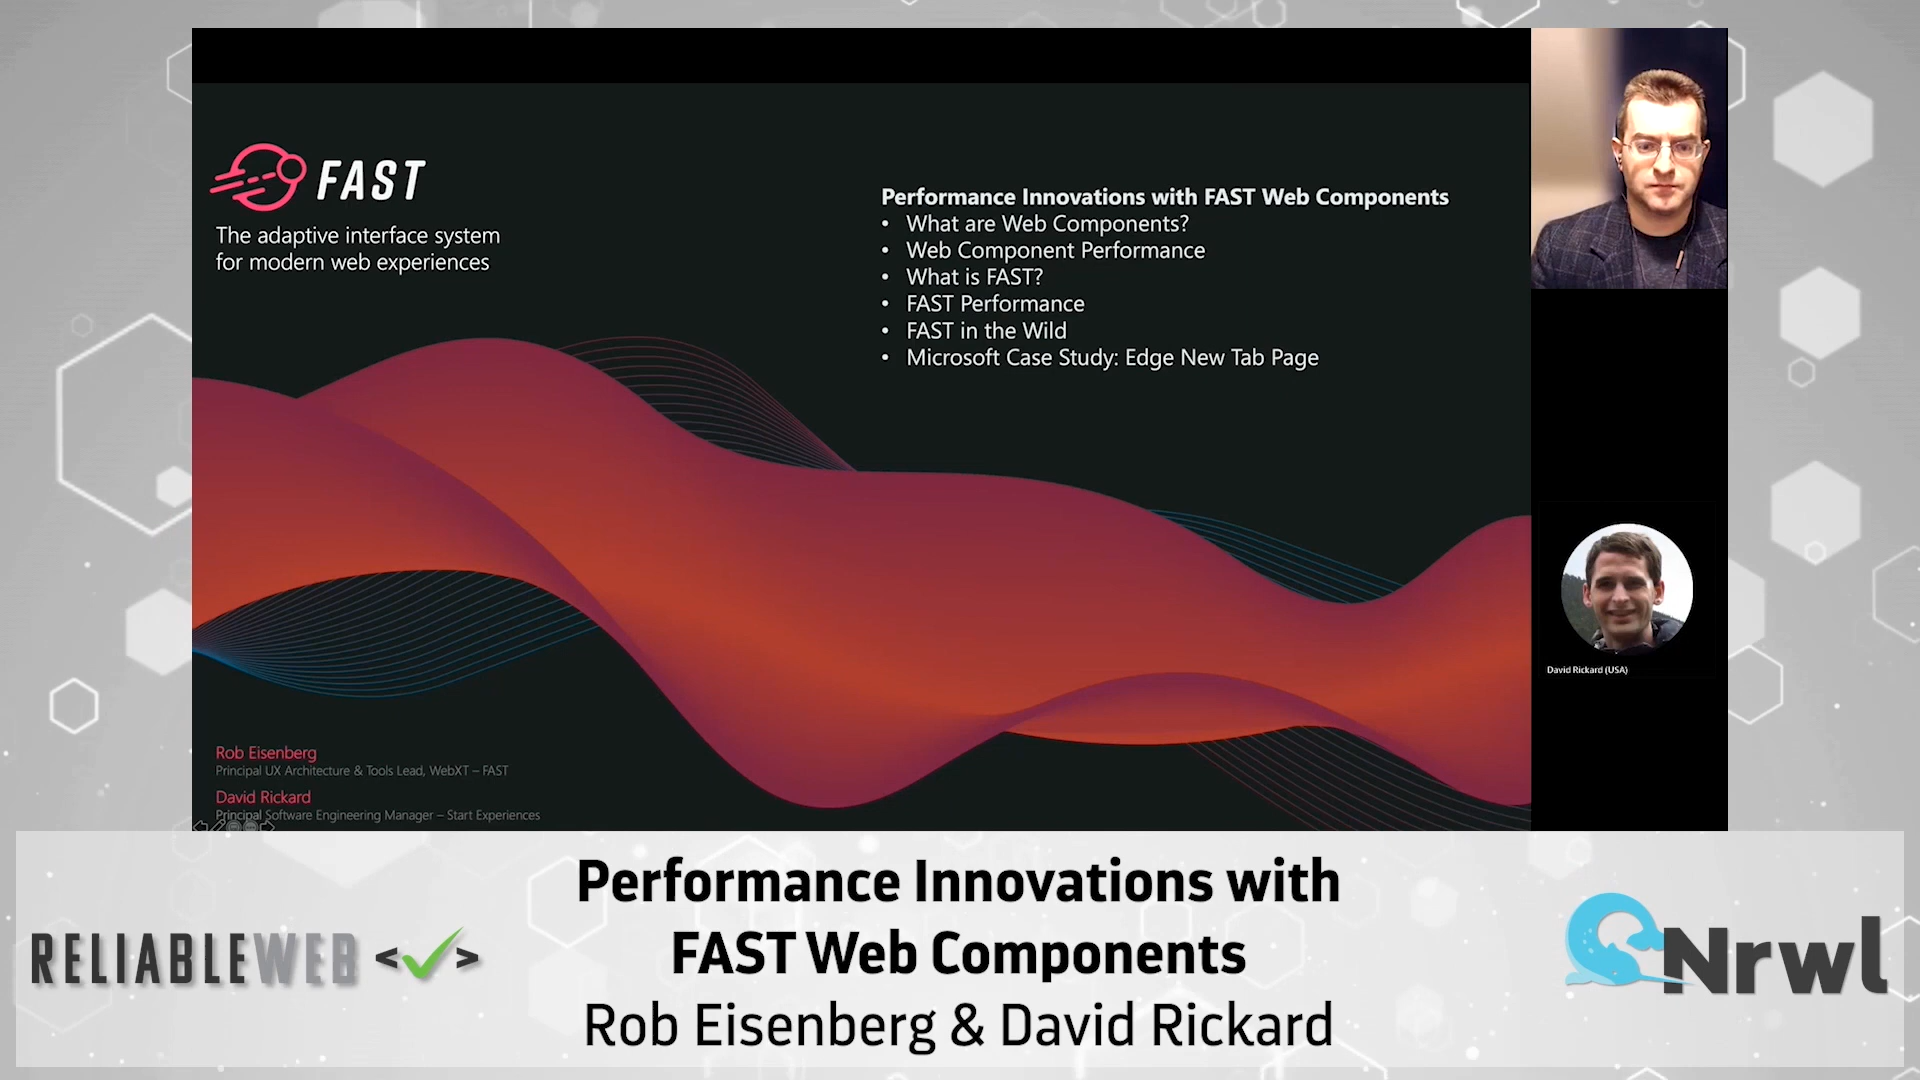 FAST
The adaptive interface system
for modern web experiences
Performance Innovations with FAST Web Components
• What are Web Components?
• Web Component Performance
• What is FAST?
• FAST Performance
• FAST in the Wild
• Microsoft Case Study: Edge New Tab Page
Rob Eisenberg
Principal UX Architecture & Tools Lead, WebXT – FAST
David Rickard
Principal Software Engineering Manager – Start Experiences
David Rickard (USA)
RELIABLEWEB < >
Performance Innovations with
FAST Web Components
Rob Eisenberg & David Rickard
Nrwl